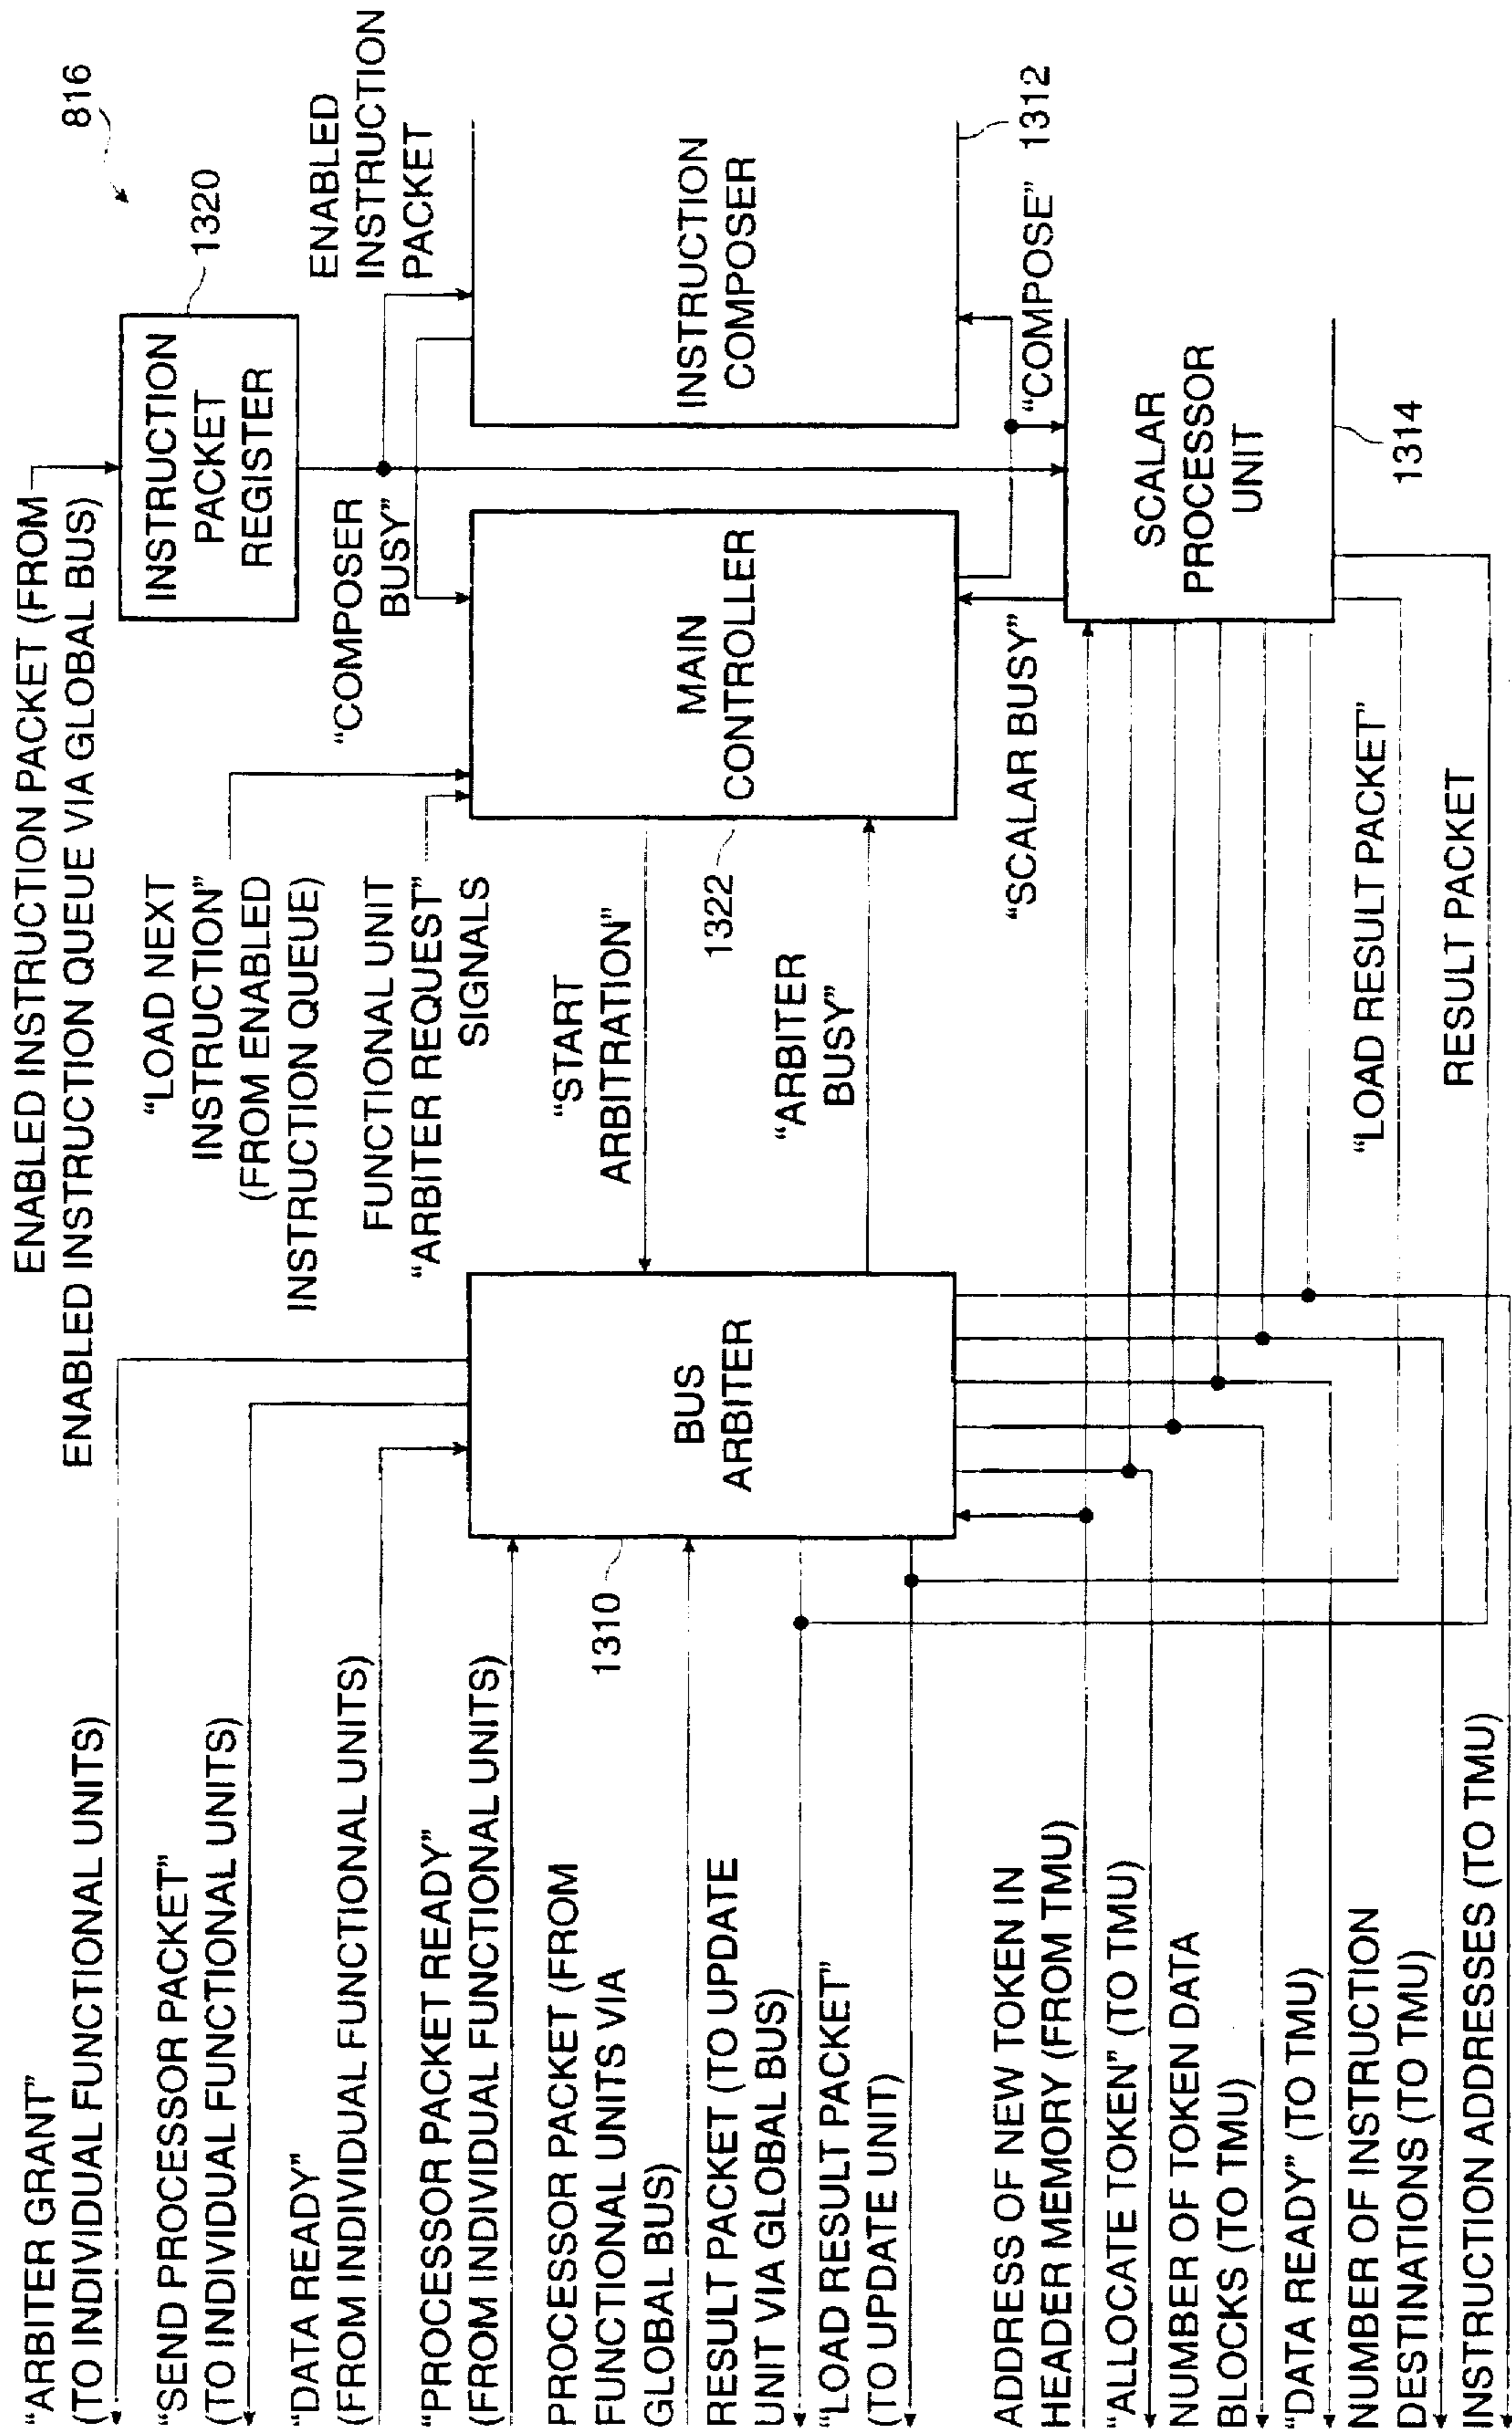 816
ENABLED INSTRUCTION PACKET (FROM
ENABLED INSTRUCTION QUEUE VIA GLOBAL BUS)
1320
INSTRUCTION
PACKET
REGISTER
ENABLED
INSTRUCTION
PACKET
"LOAD NEXT
INSTRUCTION"
(FROM ENABLED
INSTRUCTION QUEUE)
"COMPOSER
BUSY"
FUNCTIONAL UNIT
"ARBITER REQUEST"
SIGNALS
INSTRUCTION
COMPOSER
1312
MAIN
CONTROLLER
1322
"START
ARBITRATION"
"ARBITER
BUSY"
"COMPOSE"
"SCALAR BUSY"
SCALAR
PROCESSOR
UNIT
1314
"LOAD RESULT PACKET"
RESULT PACKET
BUS
ARBITER
1310
"ARBITER GRANT"
(TO INDIVIDUAL FUNCTIONAL UNITS)
"SEND PROCESSOR PACKET"
(TO INDIVIDUAL FUNCTIONAL UNITS)
"DATA READY"
(FROM INDIVIDUAL FUNCTIONAL UNITS)
"PROCESSOR PACKET READY"
(FROM INDIVIDUAL FUNCTIONAL UNITS)
PROCESSOR PACKET (FROM
FUNCTIONAL UNITS VIA
GLOBAL BUS)
RESULT PACKET (TO UPDATE
UNIT VIA GLOBAL BUS)
"LOAD RESULT PACKET"
(TO UPDATE UNIT)
ADDRESS OF NEW TOKEN IN
HEADER MEMORY (FROM TMU)
"ALLOCATE TOKEN" (TO TMU)
NUMBER OF TOKEN DATA
BLOCKS (TO TMU)
"DATA READY" (TO TMU)
NUMBER OF INSTRUCTION
DESTINATIONS (TO TMU)
INSTRUCTION ADDRESSES (TO TMU)